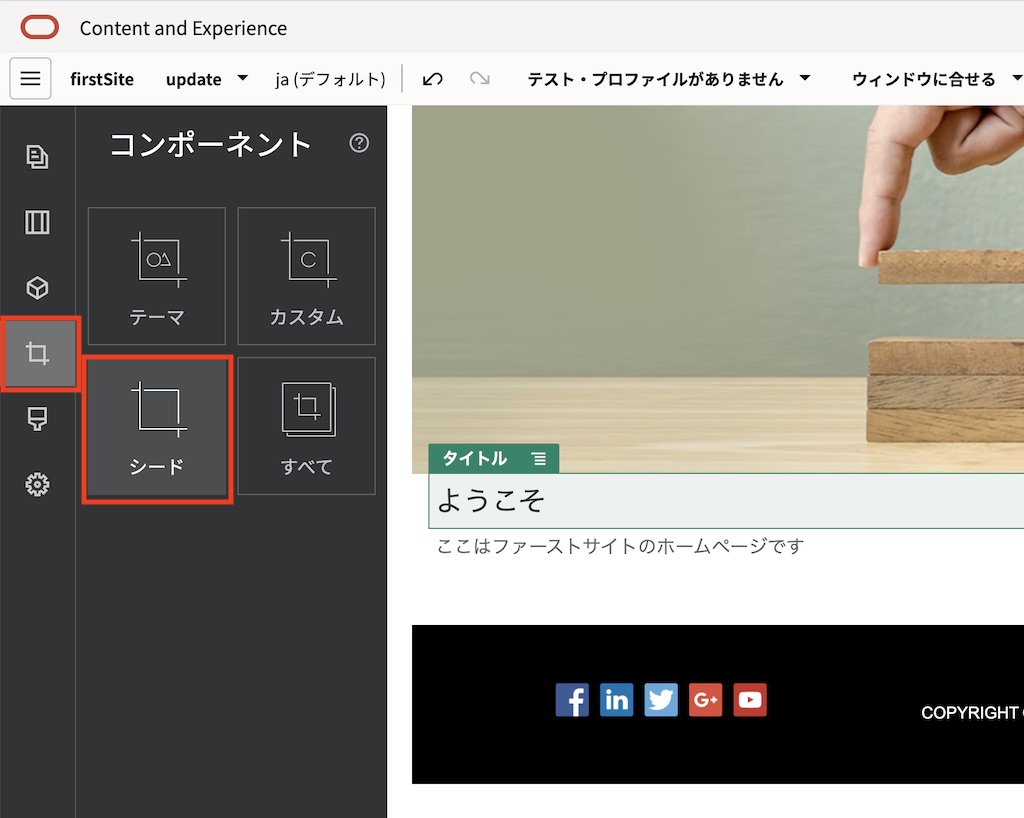 Content and Experience
firstSite update ja (デフォルト) テスト・プロファイルがありません ウィンドウに合せる
コンポーネント ?
テーマ
C
カスタム
シード
すべて
タイトル
ようこそ
ここはファーストサイトのホームページです
f in G+
COPYRIGHT